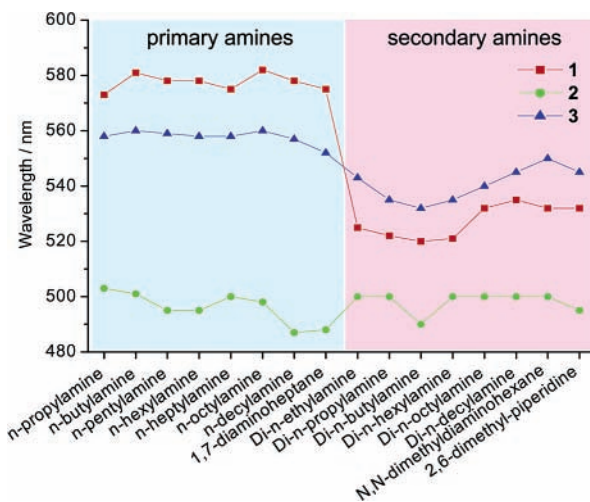 primary amines
secondary amines
1
2
3
Wavelength / nm
600
580
560
540
520
500
480
n-propylamine
n-butylamine
n-pentylamine
n-hexylamine
n-heptylamine
n-octylamine
n-decylamine
1,7-diaminoheptane
Di-n-ethylamine
Di-n-propylamine
Di-n-butylamine
Di-n-hexylamine
Di-n-octylamine
Di-n-decylamine
N,N-dimethyldiaminohexane
2,6-dimethyl-piperidine